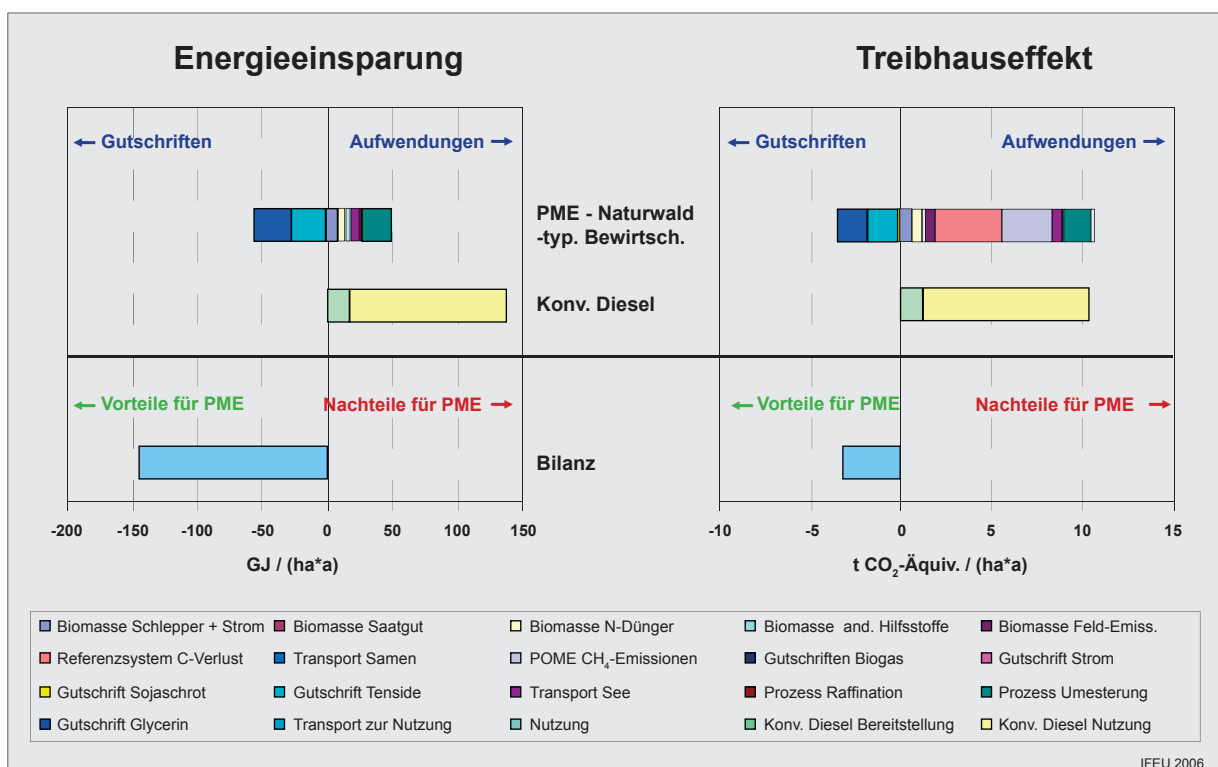 Energieeinsparung
Treibhauseffekt
← Gutschriften Aufwendungen →
← Gutschriften Aufwendungen →
PME - Naturwald
-typ. Bewirtsch.
Konv. Diesel
← Vorteile für PME Nachteile für PME →
← Vorteile für PME Nachteile für PME →
Bilanz
-200 -150 -100 -50 0 50 100 150
-10 -5 0 5 10 15
GJ / (ha*a)
t CO₂-Äquiv. / (ha*a)
Biomasse Schlepper + Strom Biomasse Saatgut Biomasse N-Dünger Biomasse and. Hilfsstoffe Biomasse Feld-Emiss.
Referenzsystem C-Verlust Transport Samen POME CH₄-Emissionen Gutschriften Biogas Gutschrift Strom
Gutschrift Sojaschrot Gutschrift Tenside Transport See Prozess Raffination Prozess Umesterung
Gutschrift Glycerin Transport zur Nutzung Nutzung Konv. Diesel Bereitstellung Konv. Diesel Nutzung
IFEU 2006